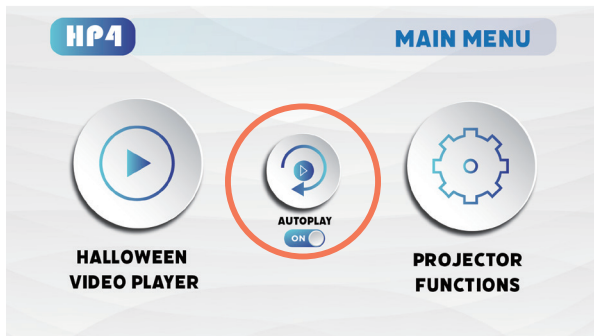 HP4
MAIN MENU
AUTOPLAY
ON
HALLOWEEN
VIDEO PLAYER
PROJECTOR
FUNCTIONS